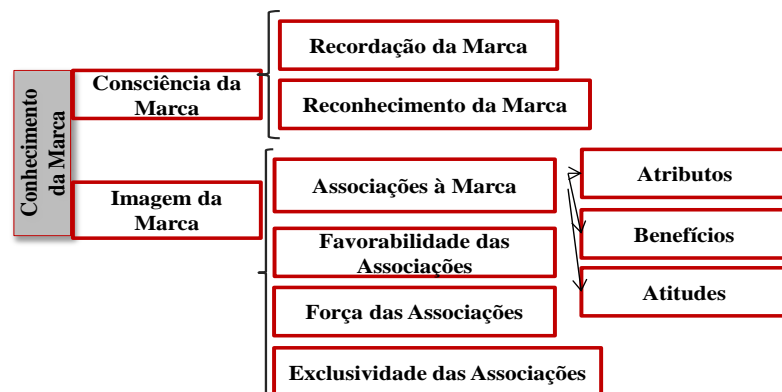 Conhecimento
da Marca
Consciência da
Marca
Recordação da Marca
Reconhecimento da Marca
Imagem da
Marca
Associações à Marca
Atributos
Benefícios
Atitudes
Favorabilidade das
Associações
Força das Associações
Exclusividade das Associações